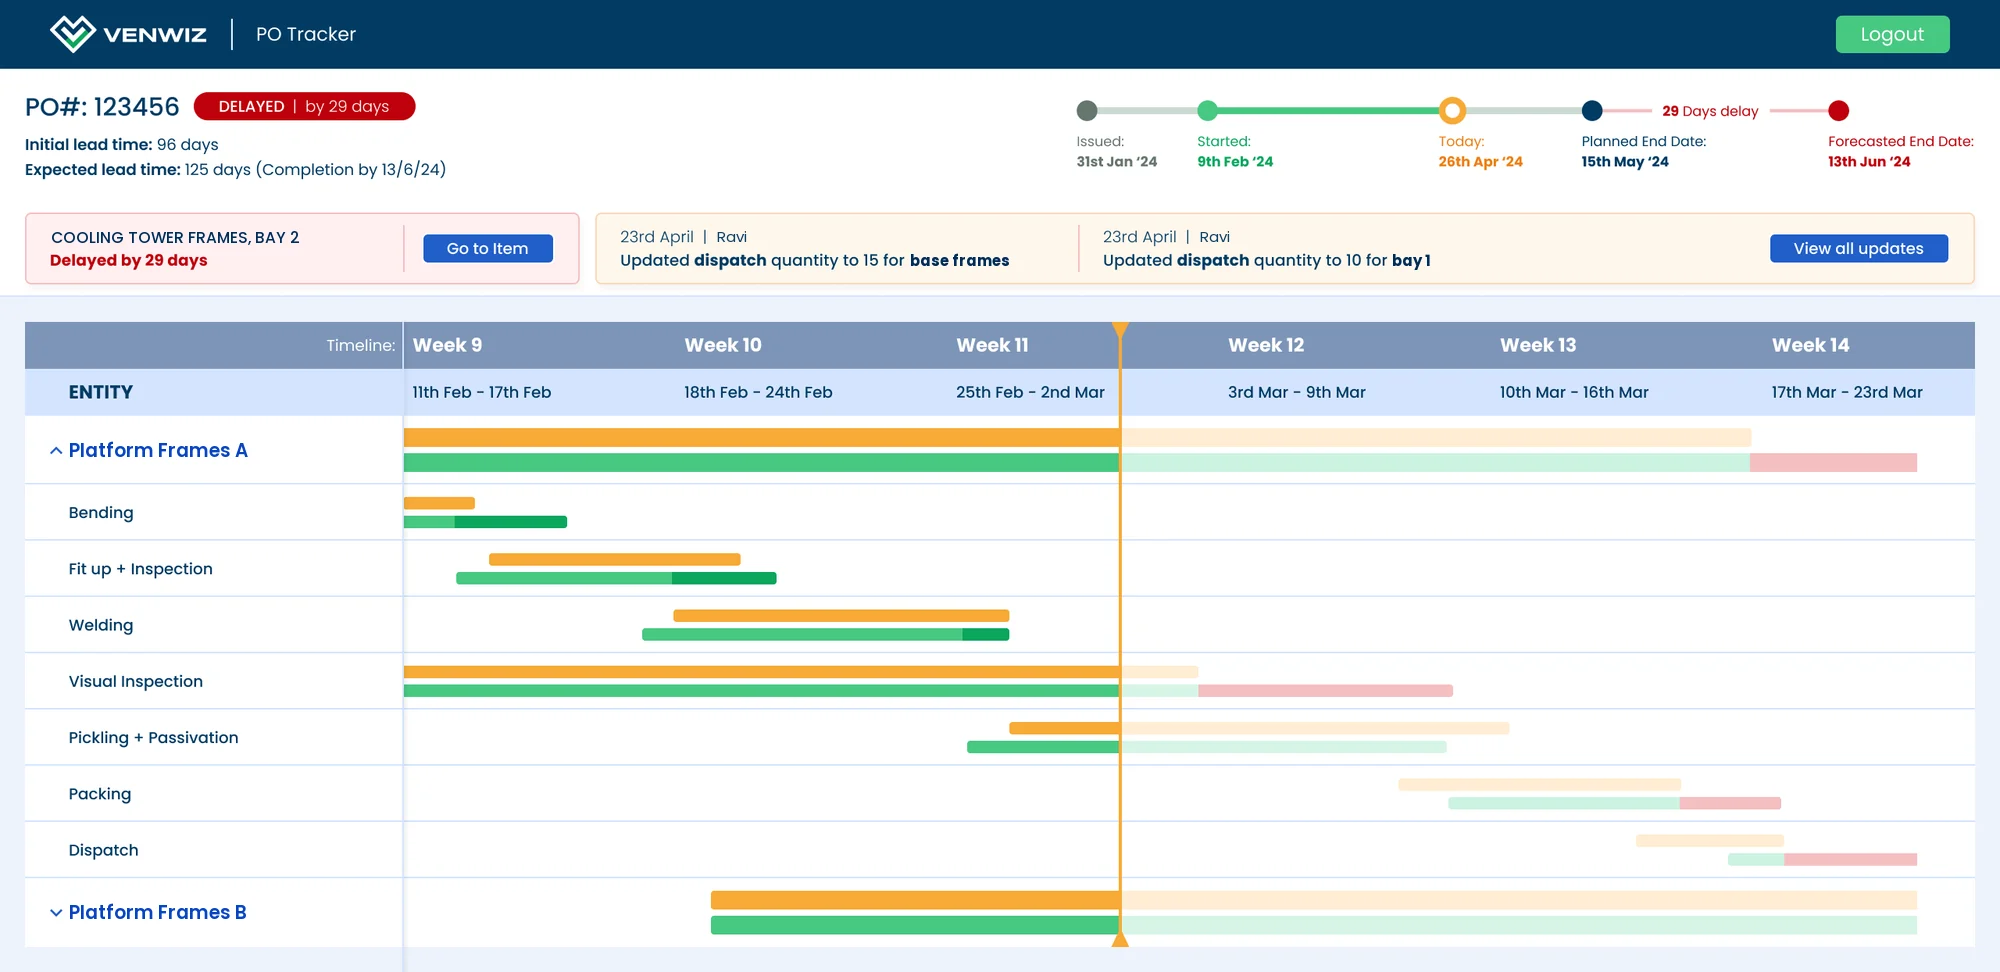 VENWIZ
PO Tracker
Logout
PO#: 123456
DELAYED | by 29 days
Initial lead time: 96 days
Expected lead time: 125 days (Completion by 13/6/24)
29 Days delay
Issued:
31st Jan ‘24
Started:
9th Feb ‘24
Today:
26th Apr ‘24
Planned End Date:
15th May ‘24
Forecasted End Date:
13th Jun ‘24
COOLING TOWER FRAMES, BAY 2
Delayed by 29 days
Go to Item
23rd April | Ravi
Updated dispatch quantity to 15 for base frames
23rd April | Ravi
Updated dispatch quantity to 10 for bay 1
View all updates
Timeline: Week 9 Week 10 Week 11 Week 12 Week 13 Week 14
ENTITY 11th Feb - 17th Feb 18th Feb - 24th Feb 25th Feb - 2nd Mar 3rd Mar - 9th Mar 10th Mar - 16th Mar 17th Mar - 23rd Mar
Platform Frames A
Bending
Fit up + Inspection
Welding
Visual Inspection
Pickling + Passivation
Packing
Dispatch
Platform Frames B